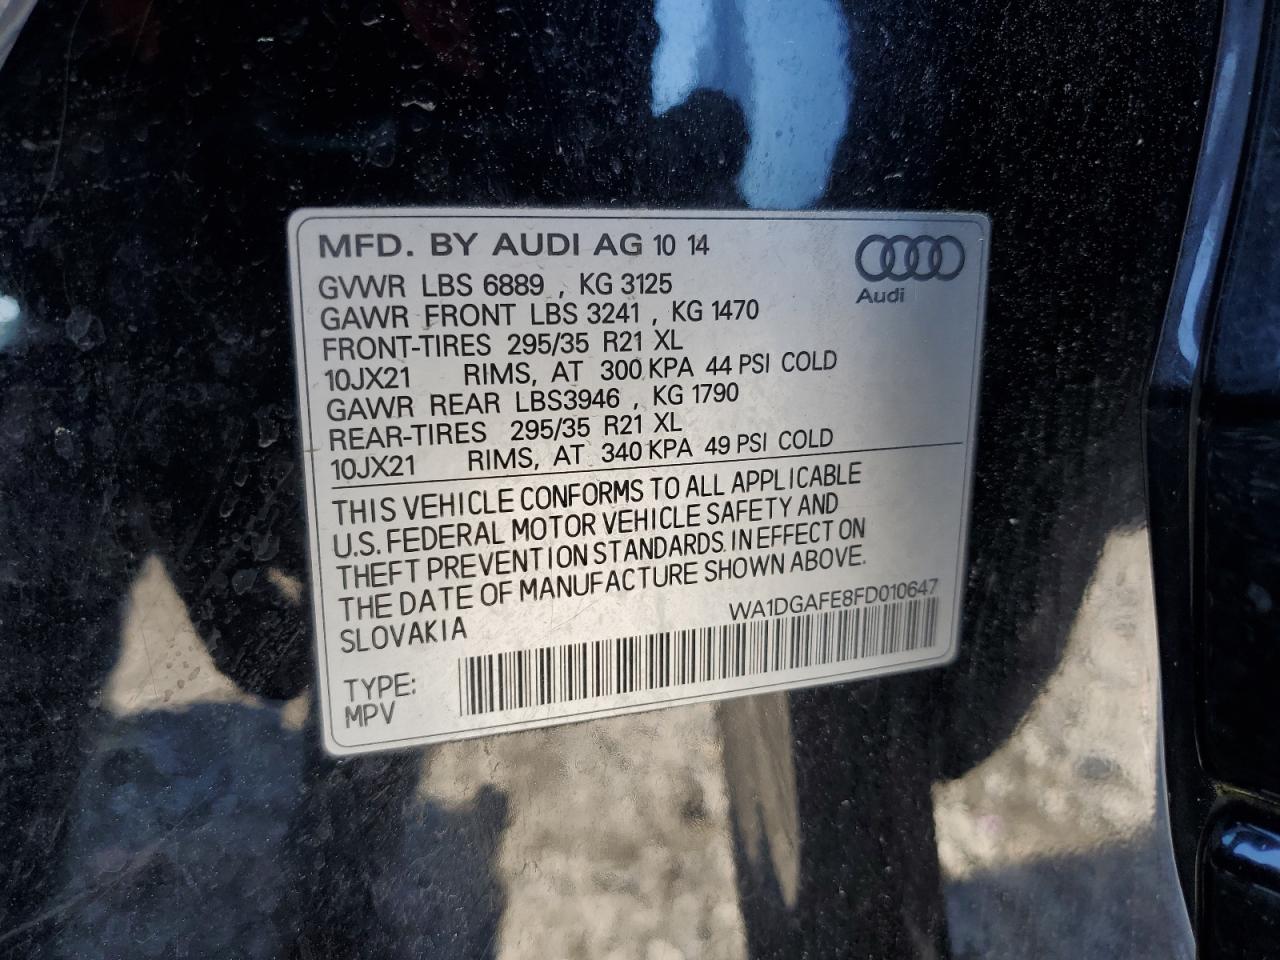 MFD. BY AUDI AG 10 14
Audi
GVWR LBS 6889 , KG 3125
GAWR FRONT LBS 3241 , KG 1470
FRONT-TIRES 295/35 R21 XL
10JX21 RIMS, AT 300 KPA 44 PSI COLD
GAWR REAR LBS3946 , KG 1790
REAR-TIRES 295/35 R21 XL
10JX21 RIMS, AT 340 KPA 49 PSI COLD
THIS VEHICLE CONFORMS TO ALL APPLICABLE
U.S. FEDERAL MOTOR VEHICLE SAFETY AND
THEFT PREVENTION STANDARDS IN EFFECT ON
THE DATE OF MANUFACTURE SHOWN ABOVE.
SLOVAKIA
WA1DGAFE8FD010647
TYPE:
MPV